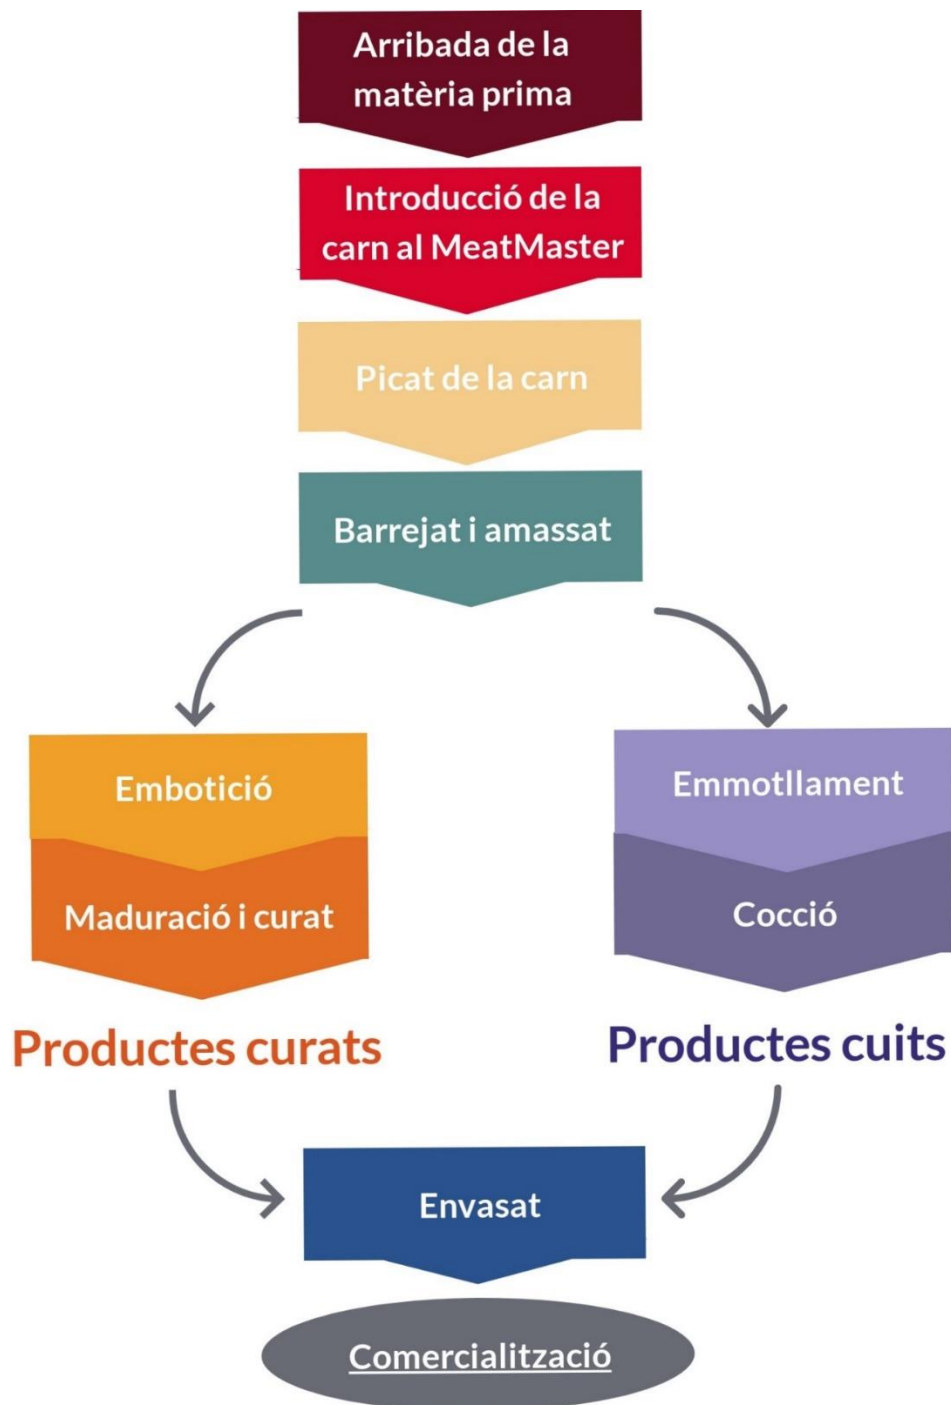 Arribada de la
matèria prima
Introducció de la
carn al MeatMaster
Picat de la carn
Barrejat i amassat
Embotició
Maduració i curat
Productes curats
Emmotllament
Cocció
Productes cuits
Envasat
Comercialització